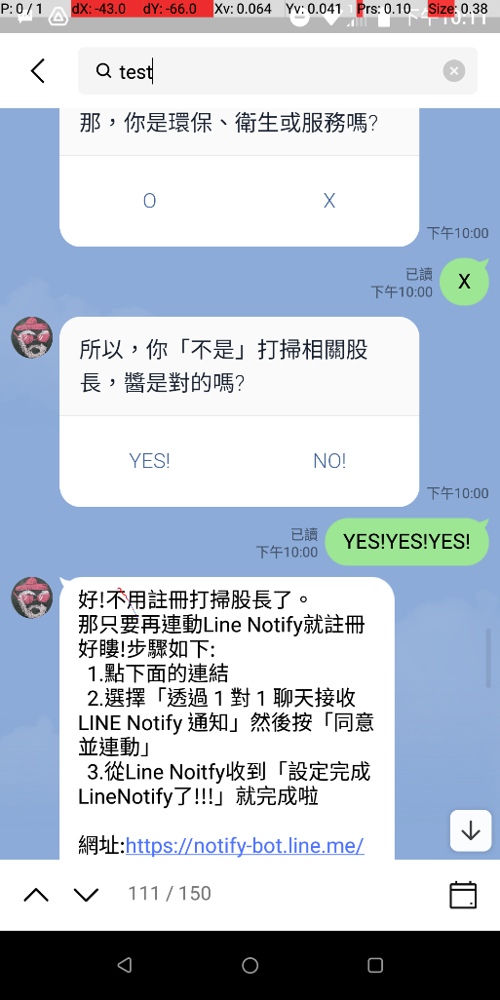 P: 0 / 1 dX: -43.0 dY: -66.0 Xv: 0.064 Yv: 0.041 Prs: 0.10 Size: 0.38
下午10:11
test
那，你是環保、衛生或服務嗎?
O X
下午10:00
已讀
下午10:00
X
所以，你「不是」打掃相關股
長，醬是對的嗎?
YES! NO!
下午10:00
已讀
下午10:00
YES!YES!YES!
好!不用註冊打掃股長了。
那只要再連動Line Notify就註冊
好瞜!步驟如下:
1.點下面的連結
2.選擇「透過 1 對 1 聊天接收
LINE Notify 通知」然後按「同意
並連動」
3.從Line Noitfy收到「設定完成
LineNotify了!!!」就完成啦
網址:https://notify-bot.line.me/
111 / 150